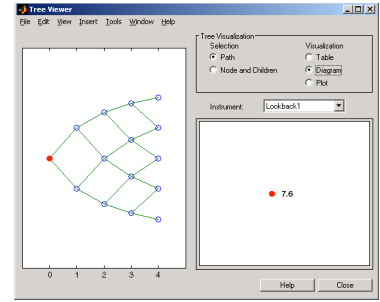 Tree Viewer
File Edit View Insert Tools Window Help
Tree Visualization
Selection
Visualization
Path
Table
Node and Children
Diagram
Plot
Instrument:
Lookback1
7.6
0 1 2 3 4
Help
Close